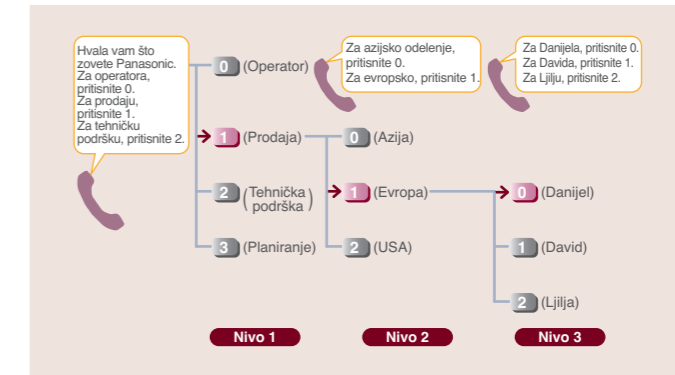 Hvala vam što
zovete Panasonic.
Za operatora,
pritisnite 0.
Za prodaju,
pritisnite 1.
Za tehničku
podršku, pritisnite 2.
Za azijsko odelenje,
pritisnite 0.
Za evropsko, pritisnite 1.
Za Danijela, pritisnite 0.
Za Davida, pritisnite 1.
Za Ljilju, pritisnite 2.
0 (Operator)
1 (Prodaja)
0 (Azija)
2 (Tehnička
podrška)
1 (Evropa)
0 (Danijel)
3 (Planiranje)
2 (USA)
1 (David)
2 (Ljilja)
Nivo 1
Nivo 2
Nivo 3